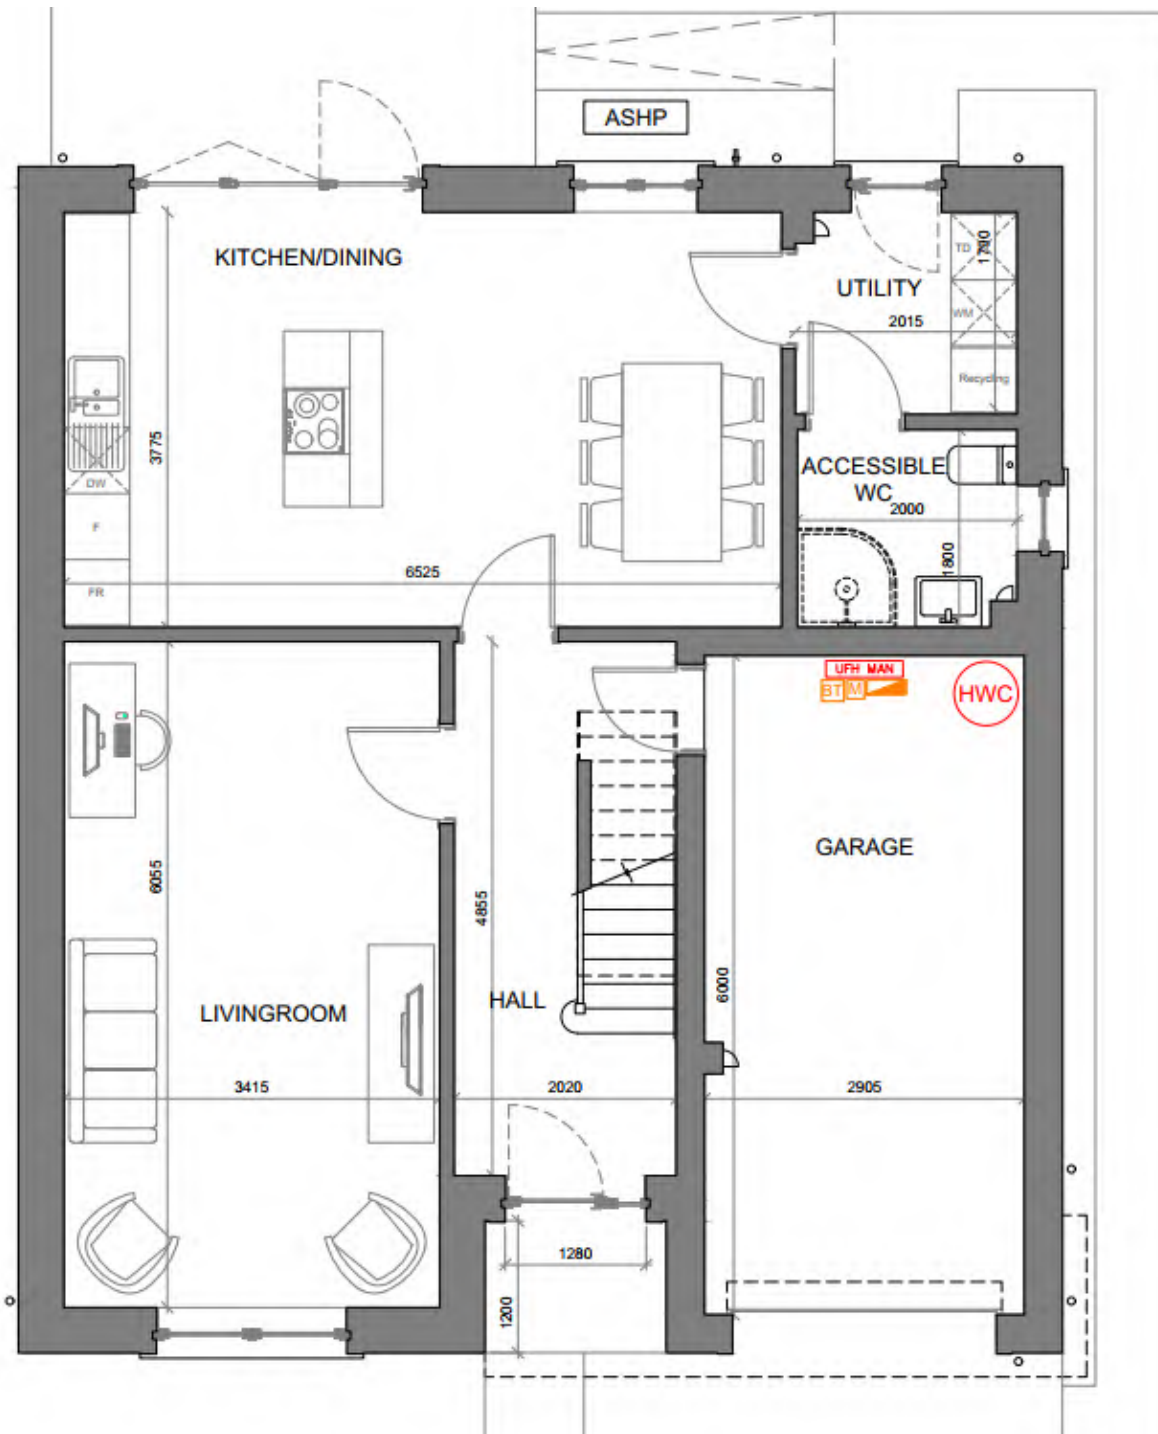 ASHP
KITCHEN/DINING
UTILITY
TD
1700
WM
2015
Recycling
3775
ACCESSIBLE
WC
2000
1800
DW
F
FR
6525
UFH MAN
BT M
HWC
GARAGE
6055
4855
6000
LIVINGROOM
HALL
3415
2020
2905
1280
1200